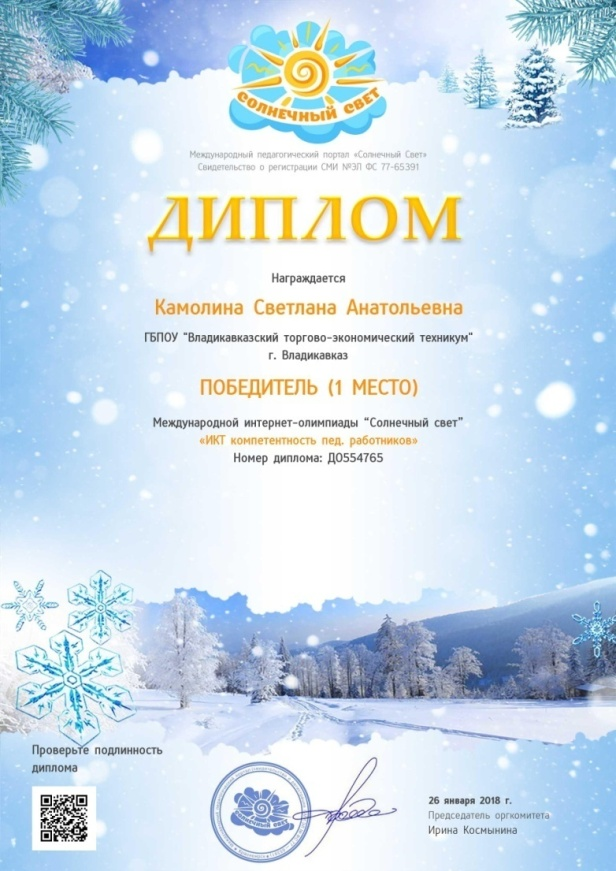 СОЛНЕЧНЫЙ СВЕТ
Международный педагогический портал «Солнечный Свет»
Свидетельство о регистрации СМИ №ЭЛ ФС 77-65391
ДИПЛОМ
Награждается
Камолина Светлана Анатольевна
ГБПОУ "Владикавказский торгово-экономический техникум"
г. Владикавказ
ПОБЕДИТЕЛЬ (1 МЕСТО)
Международной интернет-олимпиады “Солнечный свет”
«ИКТ компетентность пед. работников»
Номер диплома: ДО554765
Проверьте подлинность
диплома
СОЛНЕЧНЫЙ СВЕТ
26 января 2018 г.
Председатель оргкомитета
Ирина Космынина